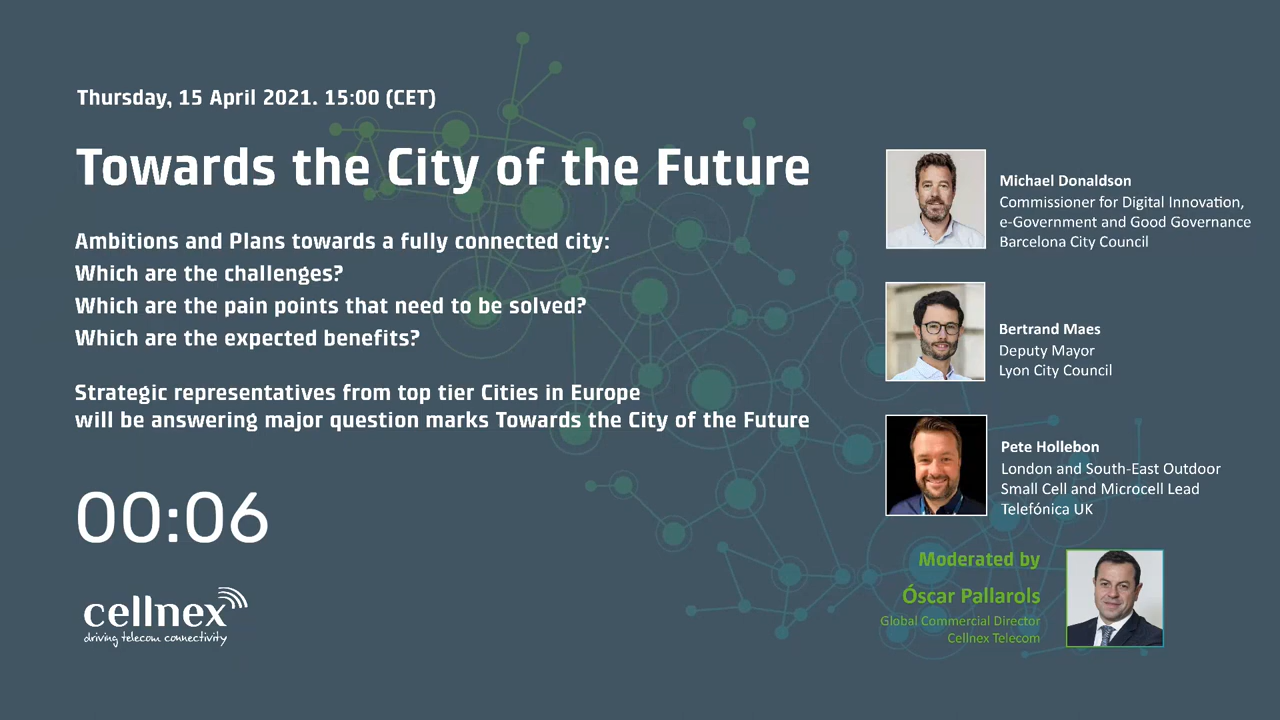 Thursday, 15 April 2021. 15:00 (CET)
Towards the City of the Future
Ambitions and Plans towards a fully connected city:
Which are the challenges?
Which are the pain points that need to be solved?
Which are the expected benefits?
Strategic representatives from top tier Cities in Europe
will be answering major question marks Towards the City of the Future
00:06
cellnex
driving telecom connectivity
Michael Donaldson
Commissioner for Digital Innovation,
e-Government and Good Governance
Barcelona City Council
Bertrand Maes
Deputy Mayor
Lyon City Council
Pete Hollebon
London and South-East Outdoor
Small Cell and Microcell Lead
Telefónica UK
Moderated by
Óscar Pallarols
Global Commercial Director
Cellnex Telecom